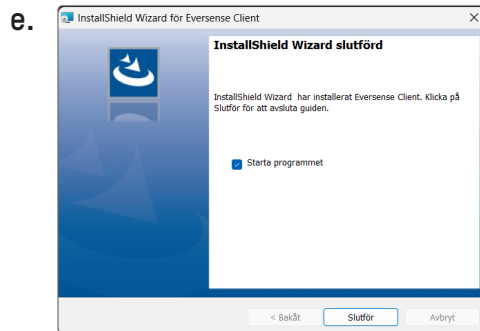 e.
InstallShield Wizard för Eversense Client
InstallShield Wizard slutförd
InstallShield Wizard har installerat Eversense Client. Klicka på
Slutför för att avsluta guiden.
Starta programmet
< Bakåt Slutför Avbryt